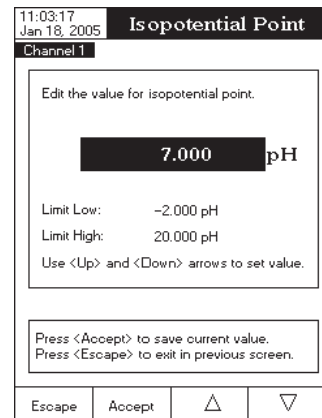 11:03:17
Jan 18, 2005
Isopotential Point
Channel 1
Edit the value for isopotential point.
7.000 pH
Limit Low: -2.000 pH
Limit High: 20.000 pH
Use <Up> and <Down> arrows to set value.
Press <Accept> to save current value.
Press <Escape> to exit in previous screen.
Escape Accept △ ▽